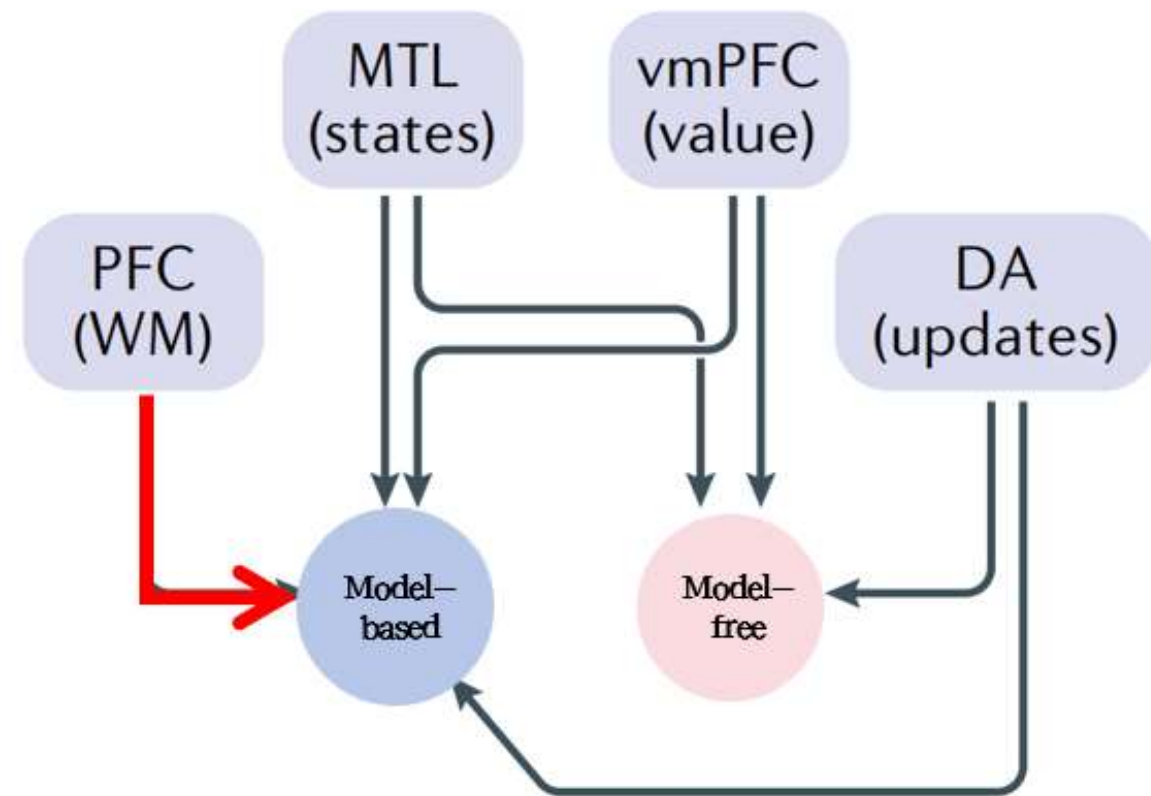 MTL
(states)
vmPFC
(value)
PFC
(WM)
DA
(updates)
Model–
based
Model–
free